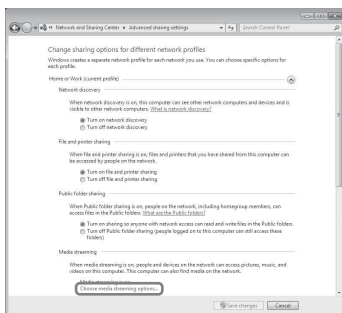 « Network and Sharing Center ▸ Advanced sharing settings
Search Control Panel
Change sharing options for different network profiles
Windows creates a separate network profile for each network you use. You can choose specific options for
each profile.
Home or Work (current profile)
Network discovery
When network discovery is on, this computer can see other network computers and devices and is
visible to other network computers. What is network discovery?
Turn on network discovery
Turn off network discovery
File and printer sharing
When file and printer sharing is on, files and printers that you have shared from this computer can
be accessed by people on the network.
Turn on file and printer sharing
Turn off file and printer sharing
Public folder sharing
When Public folder sharing is on, people on the network, including homegroup members, can
access files in the Public folders. What are the Public folders?
Turn on sharing so anyone with network access can read and write files in the Public folders
Turn off Public folder sharing (people logged on to this computer can still access these
folders)
Media streaming
When media streaming is on, people and devices on the network can access pictures, music, and
videos on this computer. This computer can also find media on the network.
Media streaming is on.
Choose media streaming options...
Save changes
Cancel